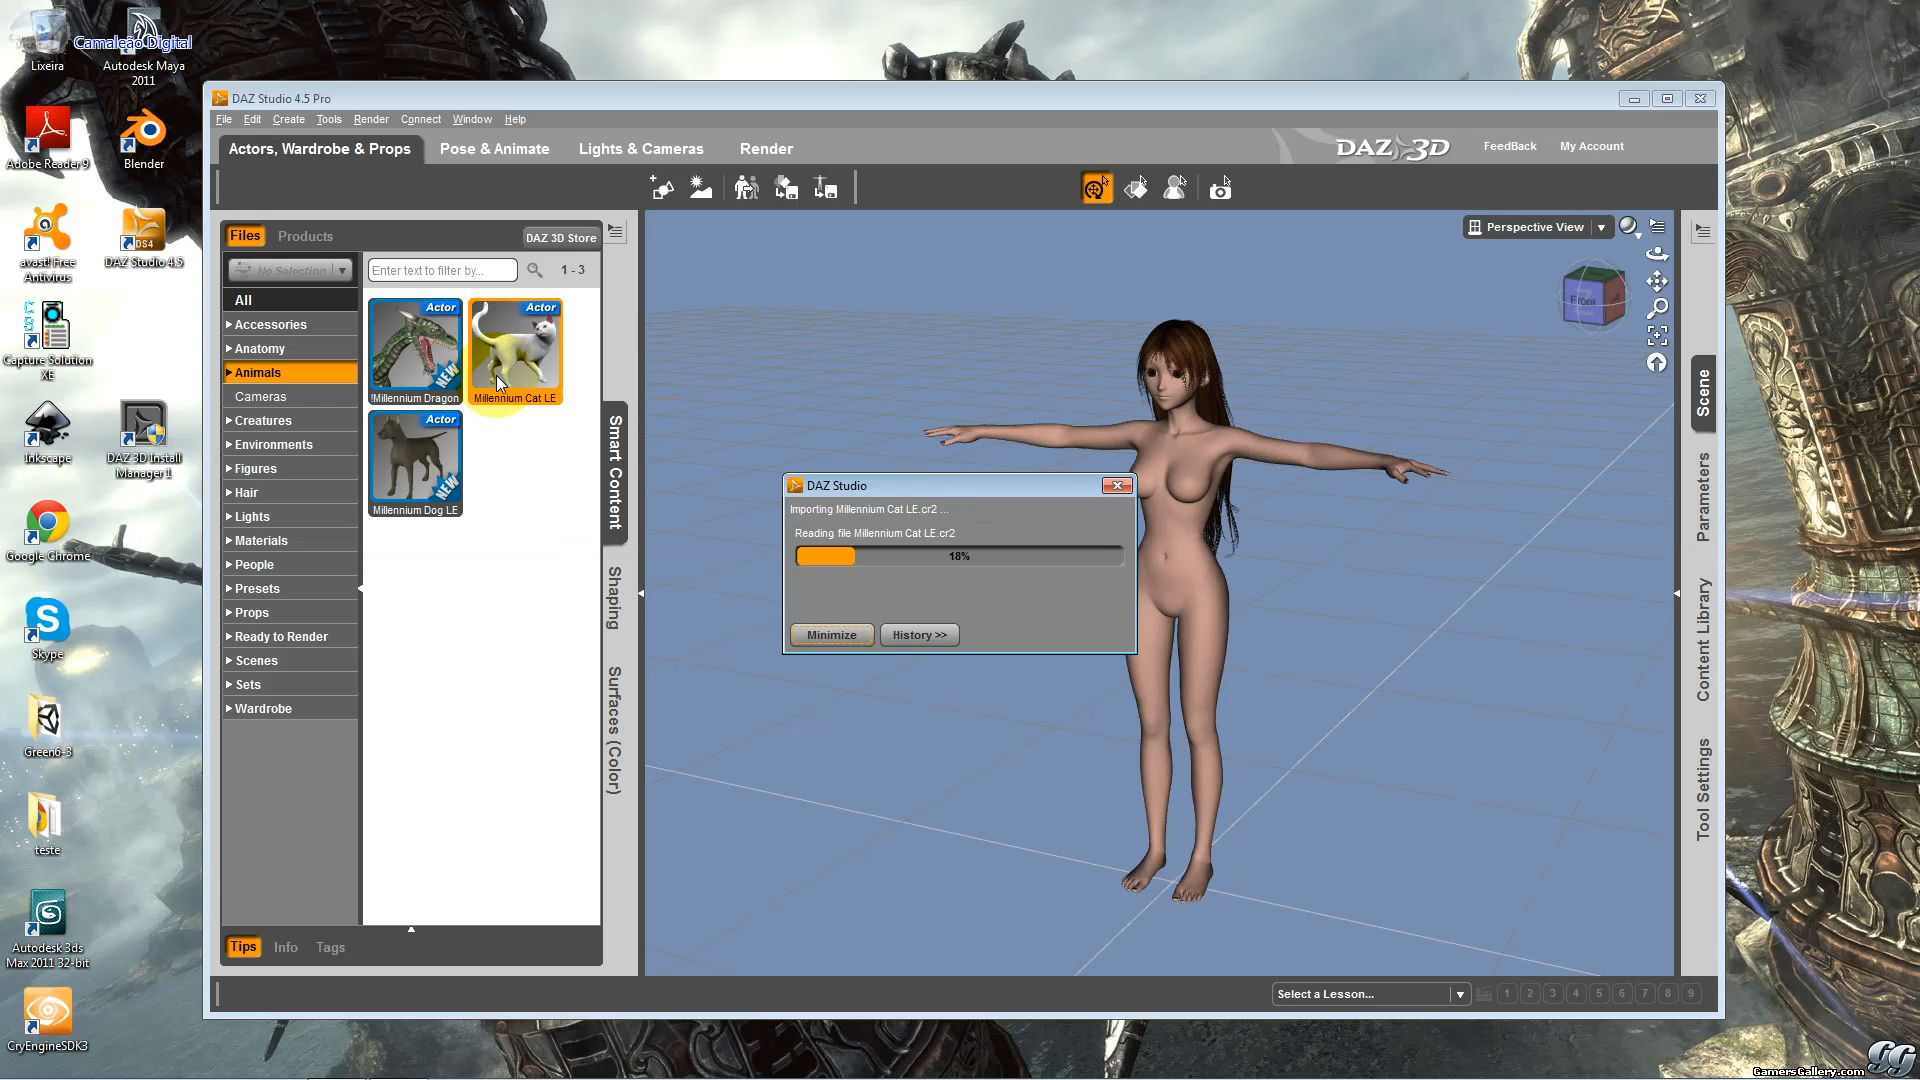 Camaleão Digital
Lixeira
Autodesk Maya
2011
Adobe Reader 9
Blender
avast! Free
Antivirus
DAZ Studio 4.5
DS4
Capture Solution
XE
Inkscape
DAZ 3D Install
Manager 1
Google Chrome
Skype
Green6-3
teste
Autodesk 3ds
Max 2011 32-bit
CryEngineSDK3
DAZ Studio 4.5 Pro
File Edit Create Tools Render Connect Window Help
Actors, Wardrobe & Props Pose & Animate Lights & Cameras Render
DAZ 3D
FeedBack My Account
Files Products DAZ 3D Store
No Selection
Enter text to filter by...
1 - 3
All
Accessories
Anatomy
Animals
Cameras
Creatures
Environments
Figures
Hair
Lights
Materials
People
Presets
Props
Ready to Render
Scenes
Sets
Wardrobe
Actor
NEW
!Millennium Dragon
Actor
Millennium Cat LE
Actor
NEW
Millennium Dog LE
Smart Content
Shaping
Surfaces (Color)
Tips Info Tags
Perspective View
Front
DAZ Studio
Importing Millennium Cat LE.cr2 ...
Reading file Millennium Cat LE.cr2
18%
Minimize History >>
Scene
Parameters
Content Library
Tool Settings
Select a Lesson...
1 2 3 4 5 6 7 8 9
GG
GamersGallery.com